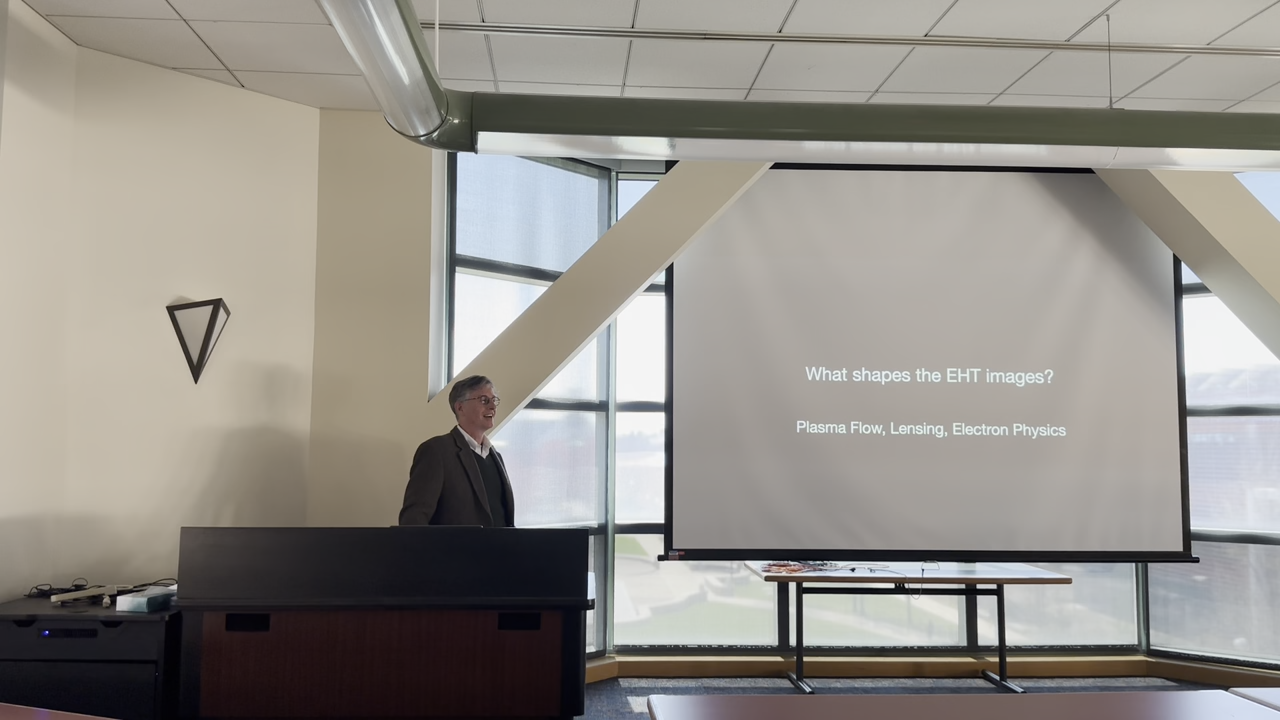 What shapes the EHT images?
Plasma Flow, Lensing, Electron Physics